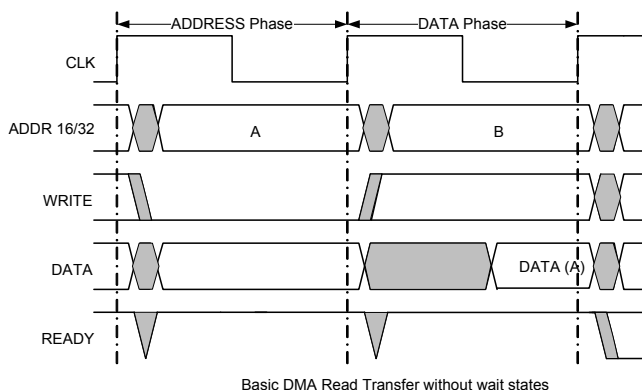 ADDRESS Phase DATA Phase
CLK
ADDR 16/32 A B
WRITE
DATA DATA (A)
READY
Basic DMA Read Transfer without wait states